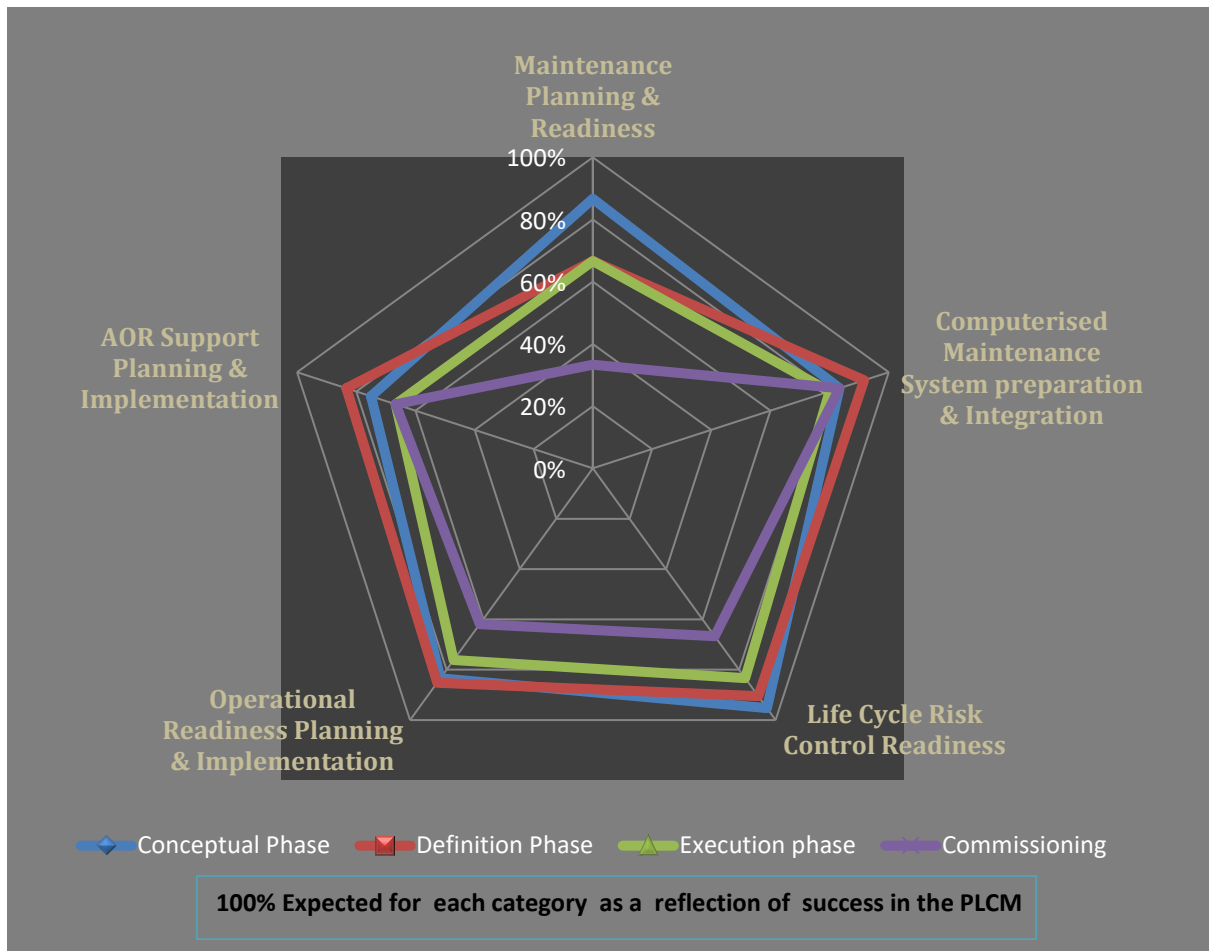 Maintenance
Planning &
Readiness
100%
80%
60%
40%
20%
0%
Computerised
Maintenance
System preparation
& Integration
Life Cycle Risk
Control Readiness
Operational
Readiness Planning
& Implementation
AOR Support
Planning &
Implementation
Conceptual Phase
Definition Phase
Execution phase
Commissioning
100% Expected for each category as a reflection of success in the PLCM